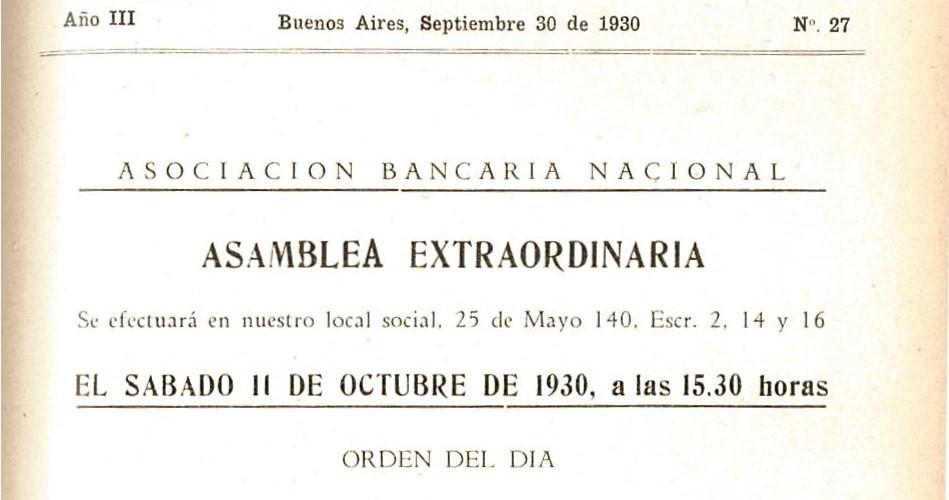 Año III Buenos Aires, Septiembre 30 de 1930 Nº. 27
ASOCIACION BANCARIA NACIONAL
ASAMBLEA EXTRAORDINARIA
Se efectuará en nuestro local social, 25 de Mayo 140, Escr. 2, 14 y 16
EL SABADO 11 DE OCTUBRE DE 1930, a las 15.30 horas
ORDEN DEL DIA